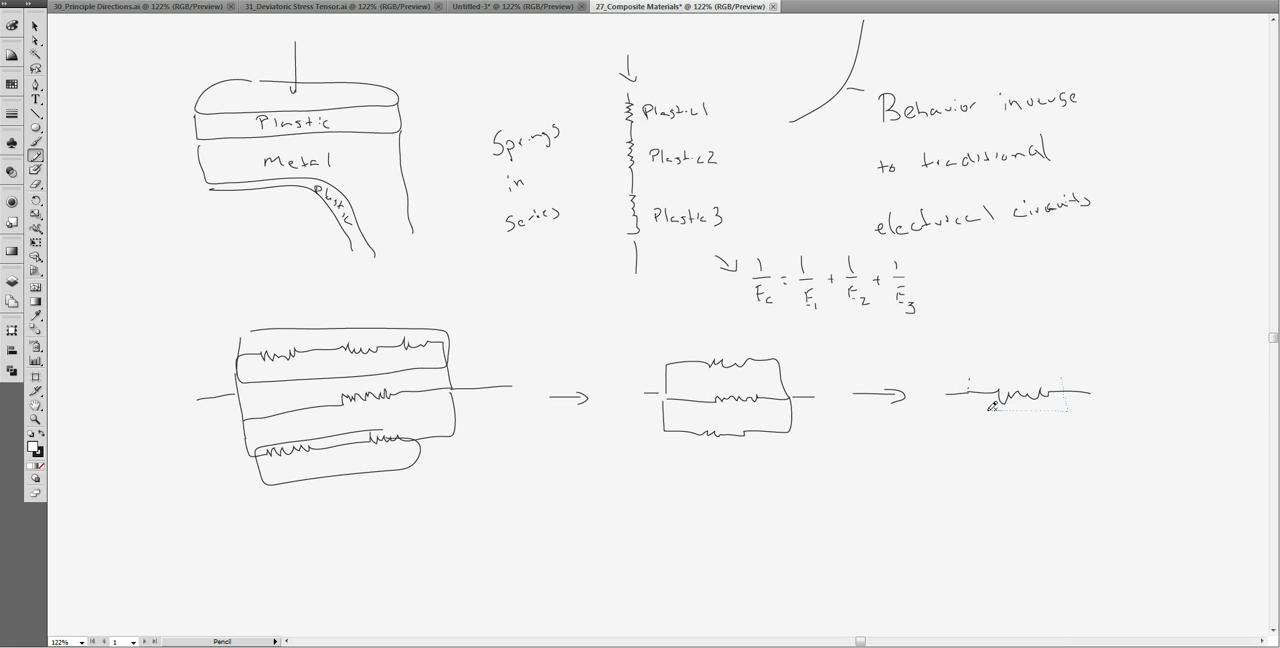 30_Principle Directions.ai @ 122% (RGB/Preview)
31_Deviatoric Stress Tensor.ai @ 122% (RGB/Preview)
Untitled-3* @ 122% (RGB/Preview)
27_Composite Materials* @ 122% (RGB/Preview)
Plastic
Metal
Plastic
Springs
in
Series
Plastic1
Plastic2
Plastic3
Behavior inverse
to traditional
electrical circuits
1/Ec = 1/E1 + 1/E2 + 1/E3
122%
1
Pencil